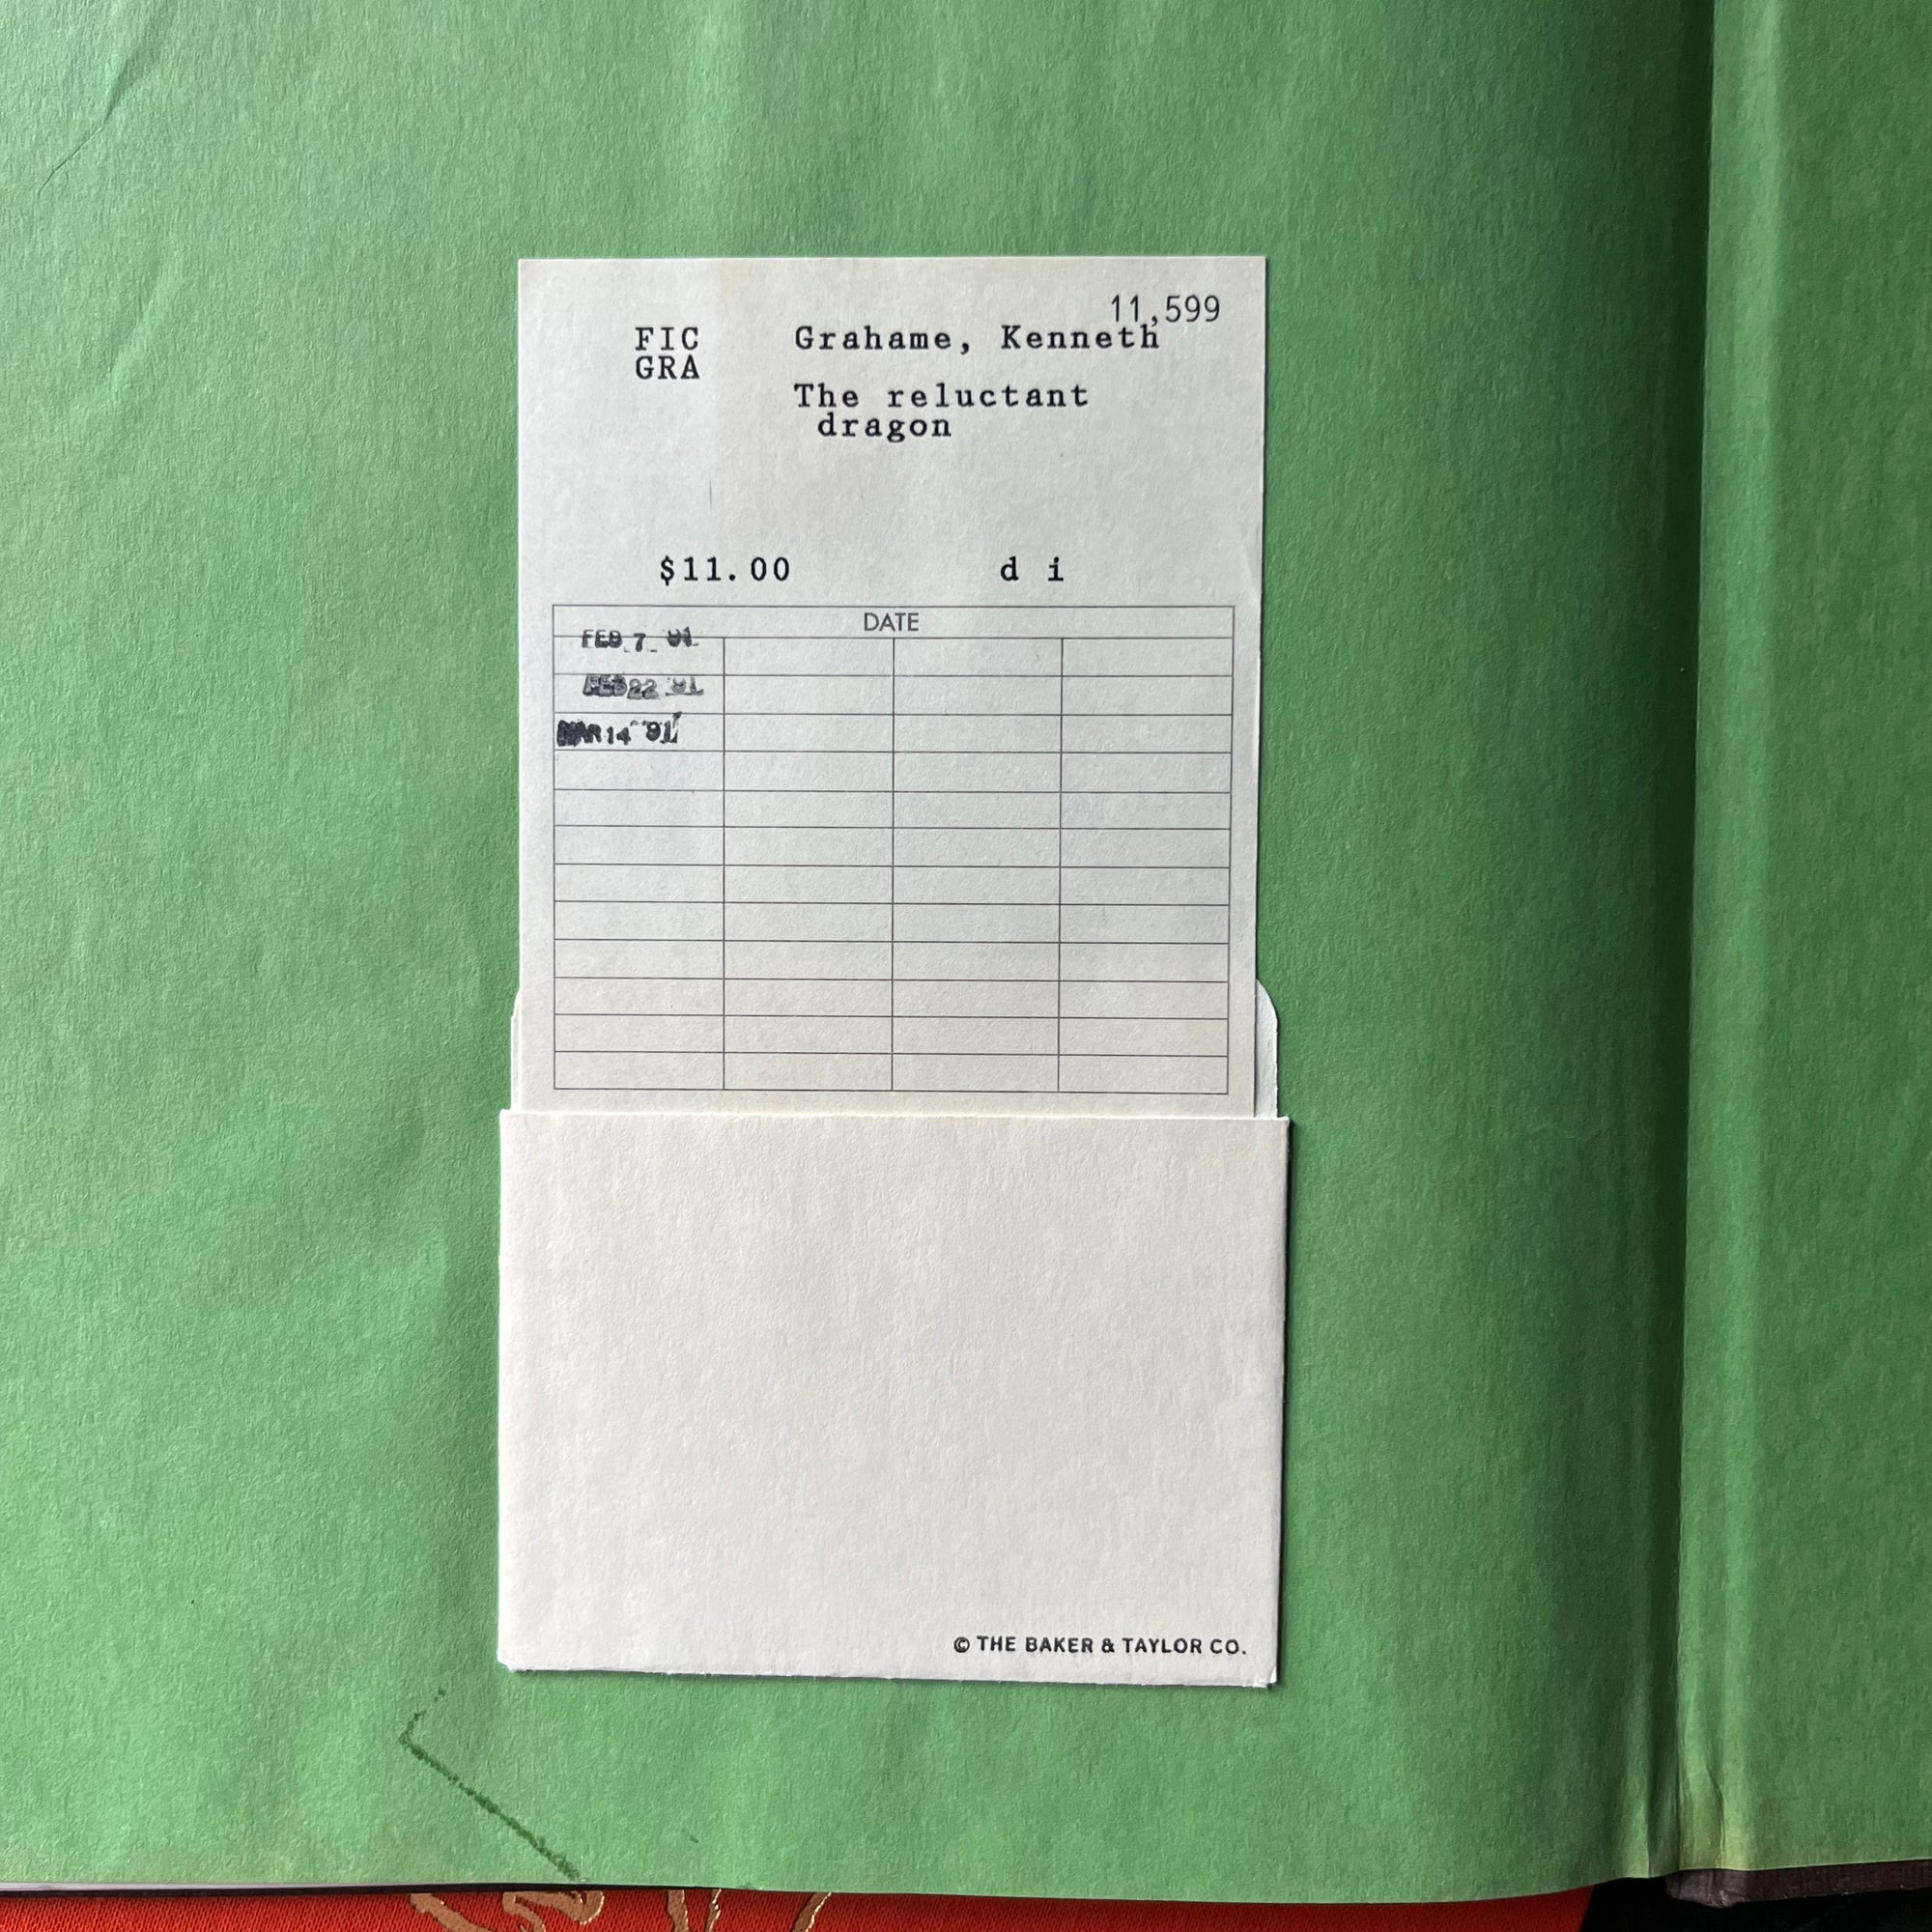 11,599
FIC Grahame, Kenneth
GRA
The reluctant
dragon
$11.00 d i
DATE
FEB 7 '91
FEB 22 '91
MAR 14 '91
© THE BAKER & TAYLOR CO.